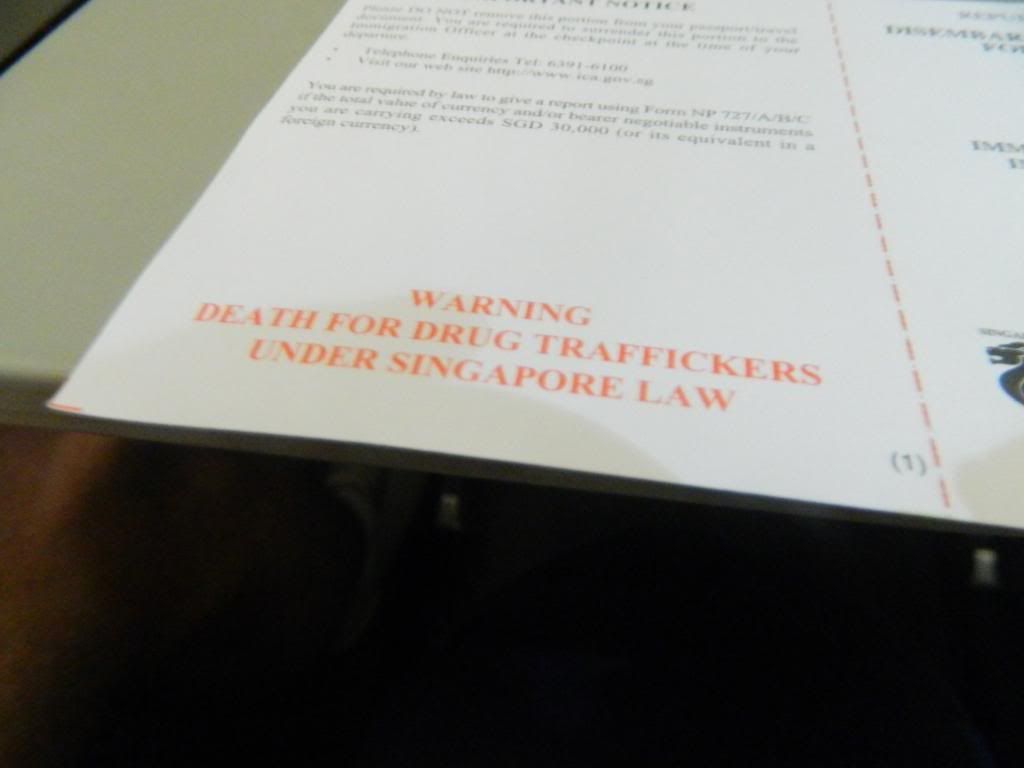 IMPORTANT NOTICE
Please DO NOT remove this portion from your passport/travel
document. You are required to surrender this portion to the
Immigration Officer at the checkpoint at the time of your
departure.
• Telephone Enquiries Tel: 6391-6100
• Visit our web site http://www.ica.gov.sg
You are required by law to give a report using Form NP 727/A/B/C
if the total value of currency and/or bearer negotiable instruments
you are carrying exceeds SGD 30,000 (or its equivalent in a
foreign currency).
WARNING
DEATH FOR DRUG TRAFFICKERS
UNDER SINGAPORE LAW
(1)
REPU
DISEMBAR
FO
IMM
SINGA